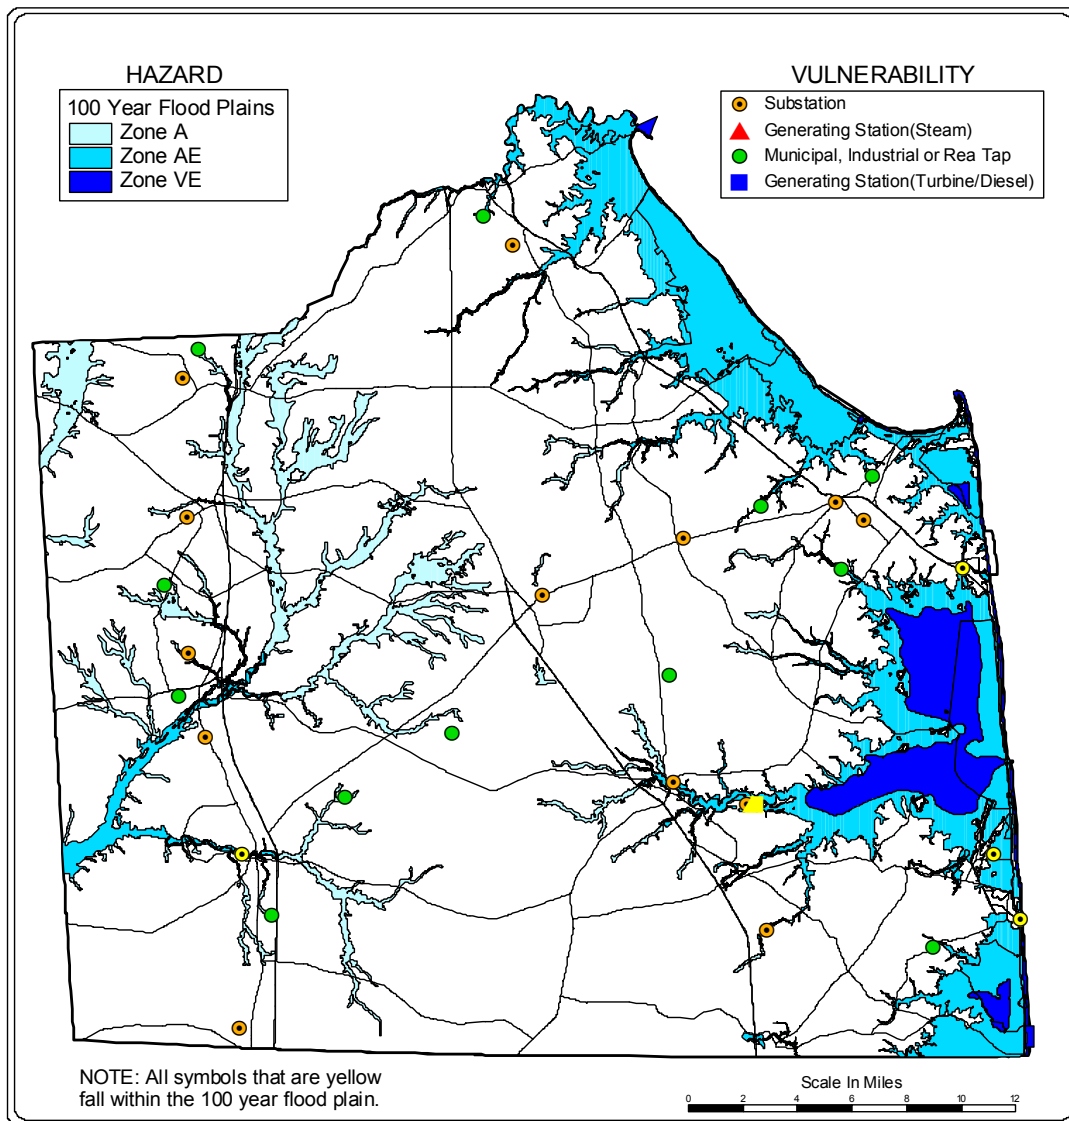 HAZARD
100 Year Flood Plains
Zone A
Zone AE
Zone VE
VULNERABILITY
Substation
Generating Station(Steam)
Municipal, Industrial or Rea Tap
Generating Station(Turbine/Diesel)
NOTE: All symbols that are yellow
fall within the 100 year flood plain.
Scale In Miles
0 2 4 6 8 10 12